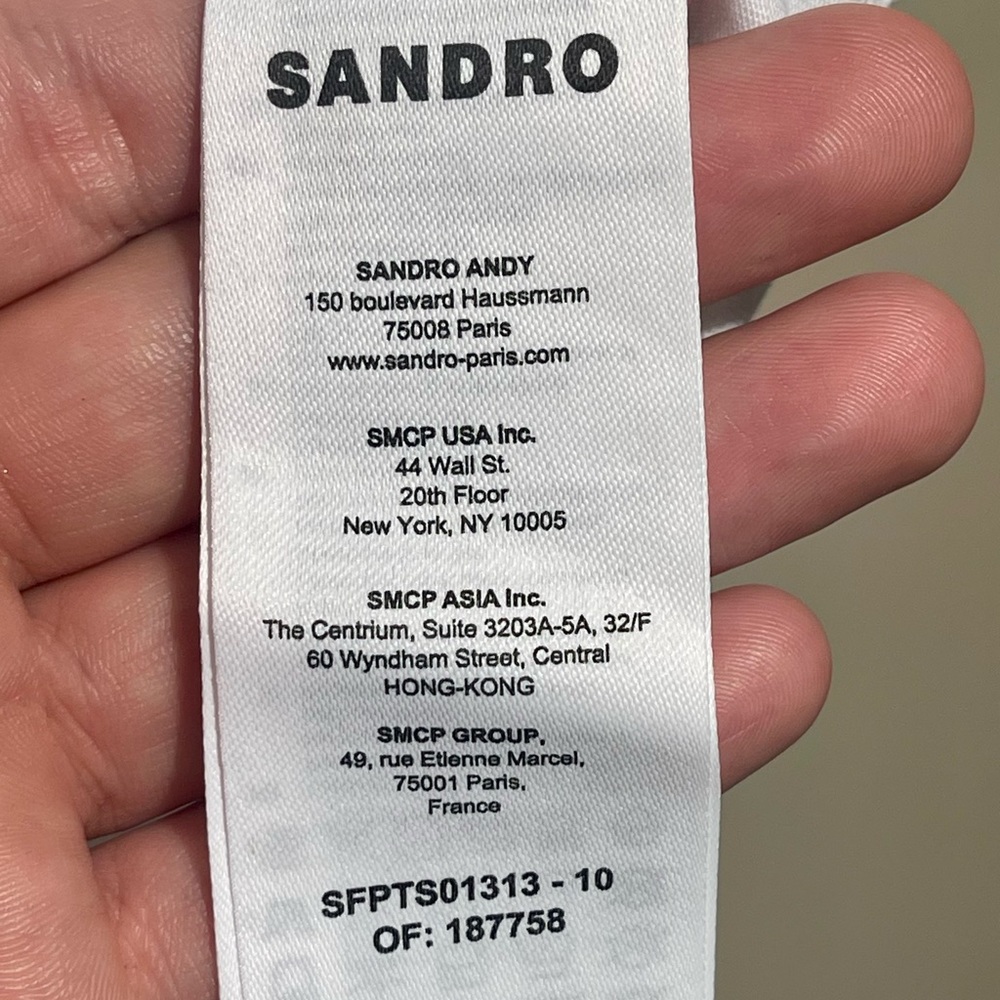 SANDRO
SANDRO ANDY
150 boulevard Haussmann
75008 Paris
www.sandro-paris.com
SMCP USA Inc.
44 Wall St.
20th Floor
New York, NY 10005
SMCP ASIA Inc.
The Centrium, Suite 3203A-5A, 32/F
60 Wyndham Street, Central
HONG-KONG
SMCP GROUP,
49, rue Etienne Marcel,
75001 Paris,
France
SFPTS01313 - 10
OF: 187758